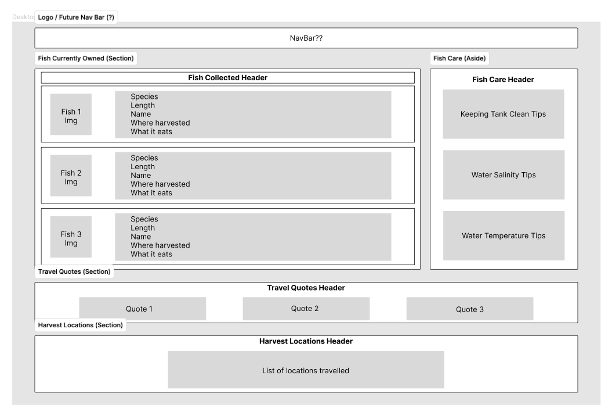 Deskto
Logo / Future Nav Bar (?)
NavBar??
Fish Currently Owned (Section)
Fish Care (Aside)
Fish Collected Header
Fish 1
Img
Species
Length
Name
Where harvested
What it eats
Fish 2
Img
Species
Length
Name
Where harvested
What it eats
Fish 3
Img
Species
Length
Name
Where harvested
What it eats
Fish Care Header
Keeping Tank Clean Tips
Water Salinity Tips
Water Temperature Tips
Travel Quotes (Section)
Travel Quotes Header
Quote 1
Quote 2
Quote 3
Harvest Locations (Section)
Harvest Locations Header
List of locations travelled